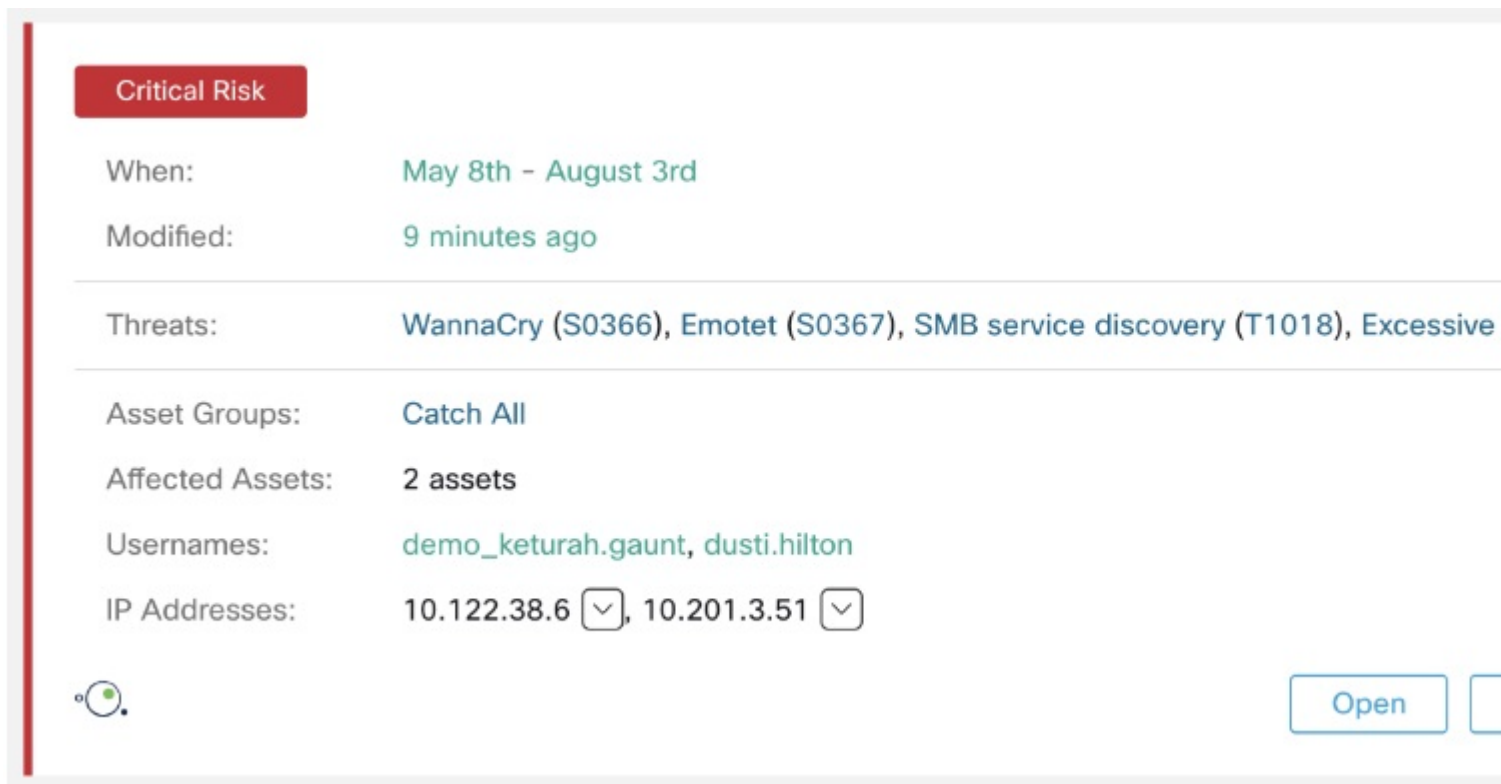 Critical Risk
When: May 8th - August 3rd
Modified: 9 minutes ago
Threats: WannaCry (S0366), Emotet (S0367), SMB service discovery (T1018), Excessive
Asset Groups: Catch All
Affected Assets: 2 assets
Usernames: demo_keturah.gaunt, dusti.hilton
IP Addresses: 10.122.38.6, 10.201.3.51
Open